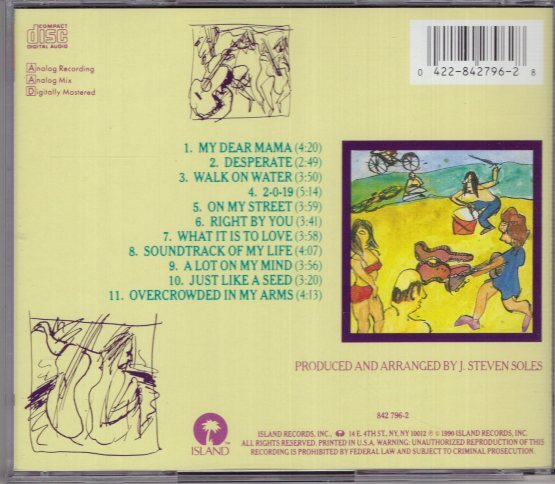 COMPACT
disc
DIGITAL AUDIO
Analog Recording
Analog Mix
Digitally Mastered
0 422-842796-2 8
1. MY DEAR MAMA (4:20)
2. DESPERATE (2:49)
3. WALK ON WATER (3:50)
4. 2-0-19 (5:14)
5. ON MY STREET (3:59)
6. RIGHT BY YOU (3:41)
7. WHAT IT IS TO LOVE (3:58)
8. SOUNDTRACK OF MY LIFE (4:07)
9. A LOT ON MY MIND (3:56)
10. JUST LIKE A SEED (3:20)
11. OVERCROWDED IN MY ARMS (4:13)
PRODUCED AND ARRANGED BY J. STEVEN SOLES
842 796-2
ISLAND
ISLAND RECORDS, INC., 14 E. 4TH ST., NY, NY 10012 ℗ © 1990 ISLAND RECORDS, INC.
ALL RIGHTS RESERVED. PRINTED IN U.S.A. WARNING: UNAUTHORIZED REPRODUCTION OF THIS
RECORDING IS PROHIBITED BY FEDERAL LAW AND SUBJECT TO CRIMINAL PROSECUTION.